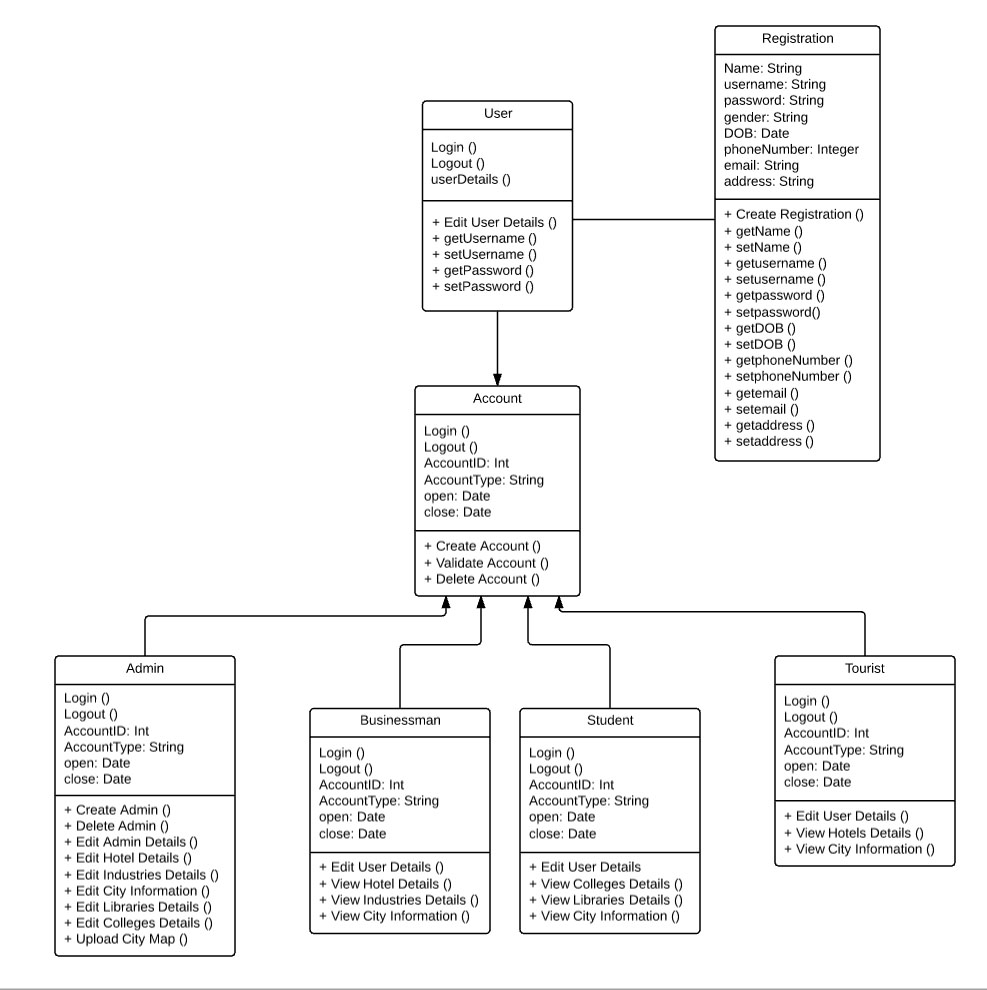 Registration
Name: String
username: String
password: String
gender: String
DOB: Date
phoneNumber: Integer
email: String
address: String
+ Create Registration ()
+ getName ()
+ setName ()
+ getusername ()
+ setusername ()
+ getpassword ()
+ setpassword()
+ getDOB ()
+ setDOB ()
+ getphoneNumber ()
+ setphoneNumber ()
+ getemail ()
+ setemail ()
+ getaddress ()
+ setaddress ()
User
Login ()
Logout ()
userDetails ()
+ Edit User Details ()
+ getUsername ()
+ setUsername ()
+ getPassword ()
+ setPassword ()
Account
Login ()
Logout ()
AccountID: Int
AccountType: String
open: Date
close: Date
+ Create Account ()
+ Validate Account ()
+ Delete Account ()
Admin
Login ()
Logout ()
AccountID: Int
AccountType: String
open: Date
close: Date
+ Create Admin ()
+ Delete Admin ()
+ Edit Admin Details ()
+ Edit Hotel Details ()
+ Edit Industries Details ()
+ Edit City Information ()
+ Edit Libraries Details ()
+ Edit Colleges Details ()
+ Upload City Map ()
Businessman
Login ()
Logout ()
AccountID: Int
AccountType: String
open: Date
close: Date
+ Edit User Details ()
+ View Hotel Details ()
+ View Industries Details ()
+ View City Information ()
Student
Login ()
Logout ()
AccountID: Int
AccountType: String
open: Date
close: Date
+ Edit User Details
+ View Colleges Details ()
+ View Libraries Details ()
+ View City Information ()
Tourist
Login ()
Logout ()
AccountID: Int
AccountType: String
open: Date
close: Date
+ Edit User Details ()
+ View Hotels Details ()
+ View City Information ()